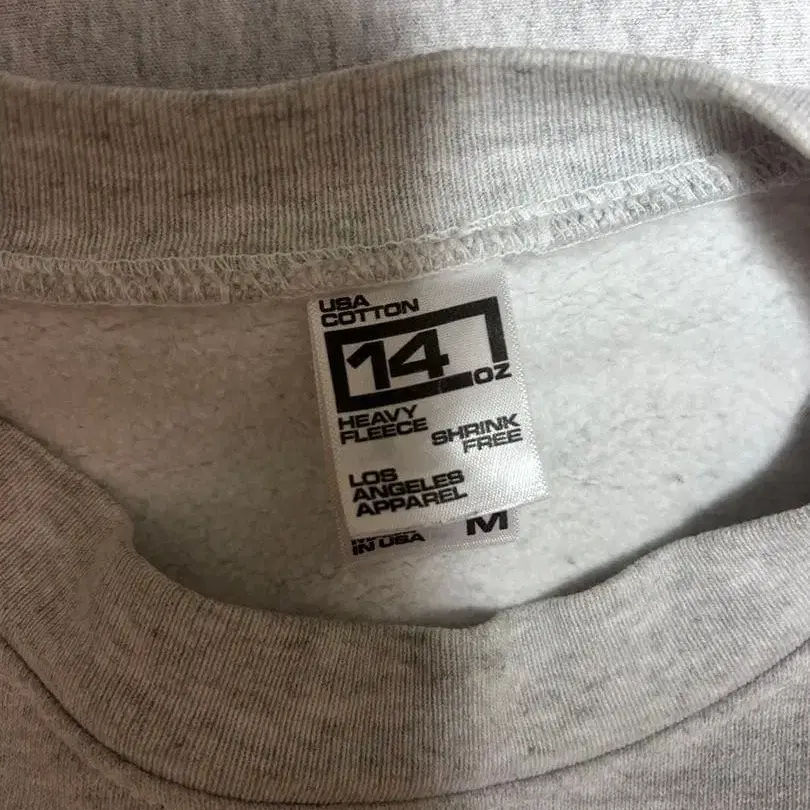 USA
COTTON
14
OZ
HEAVY
FLEECE
SHRINK
FREE
LOS
ANGELES
APPAREL
M
IN USA